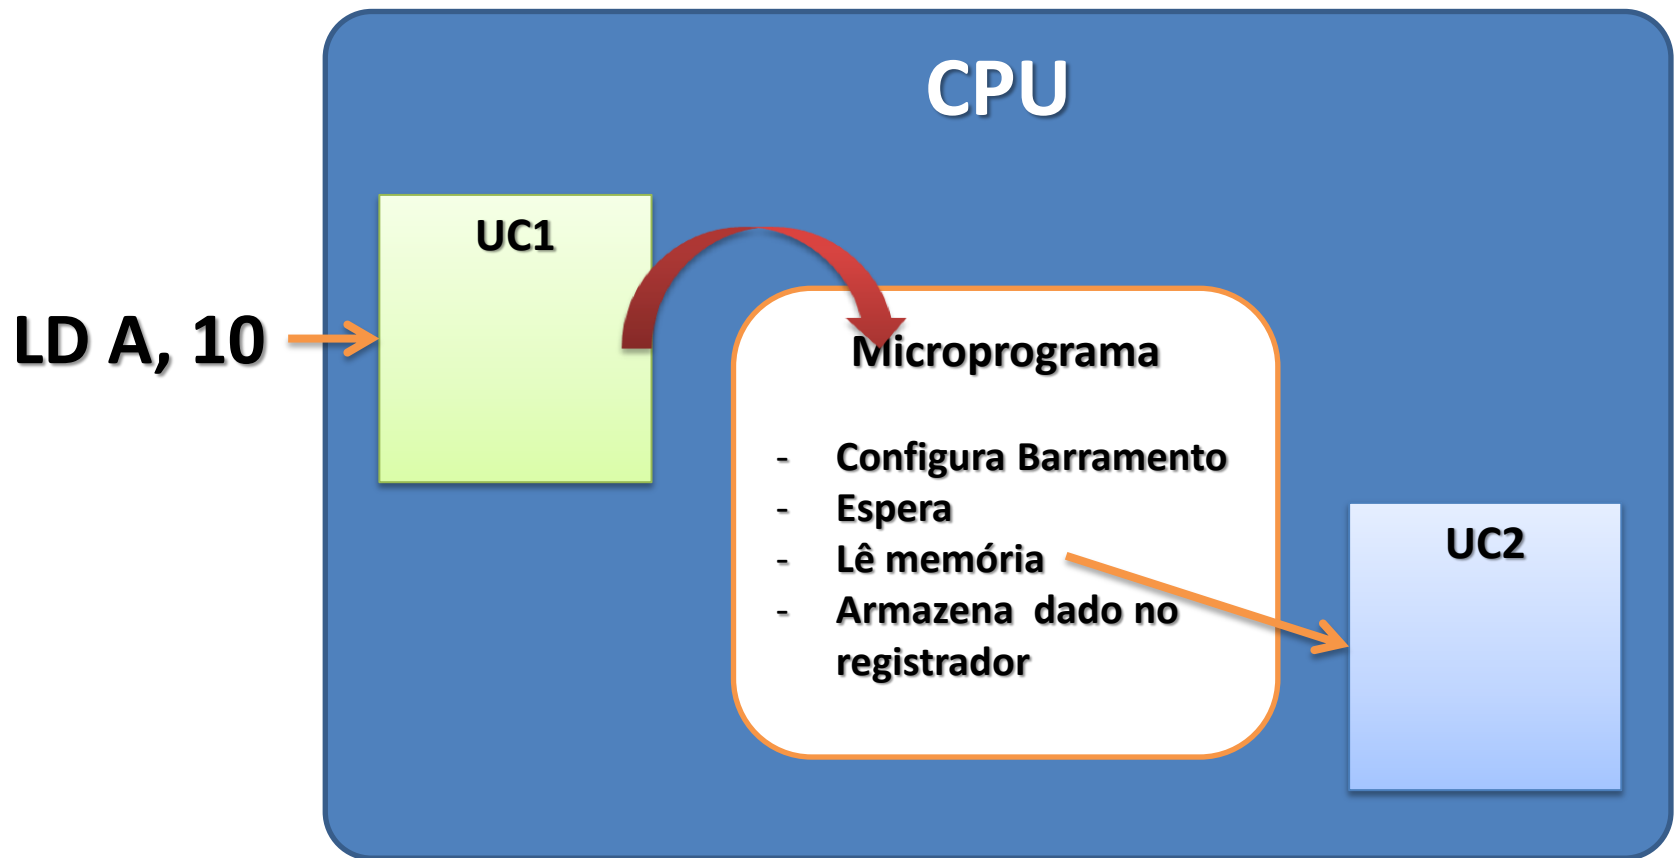 CPU
UC1
LD A, 10
Microprograma
- Configura Barramento
- Espera
- Lê memória
- Armazena dado no
registrador
UC2